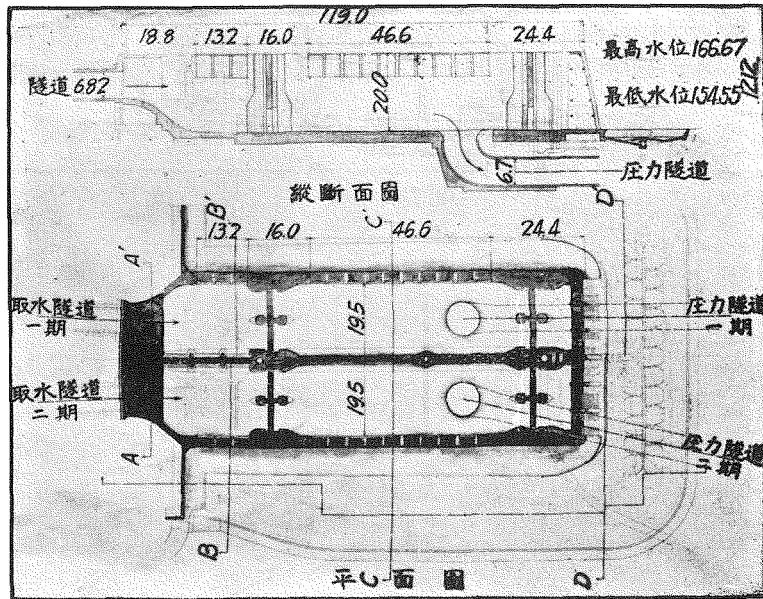 119.0
18.8 13.2 16.0 46.6 24.4
最高水位166.67
隧道682
20.0
最低水位154.55
12.12
6.7
圧力隧道
縱斷面圖
A' B' C' D
13.2 16.0 46.6 24.4
取水隧道
一期
19.5
圧力隧道
一期
取水隧道
二期
19.5
圧力隧道
二期
A
B
C
D
平面圖